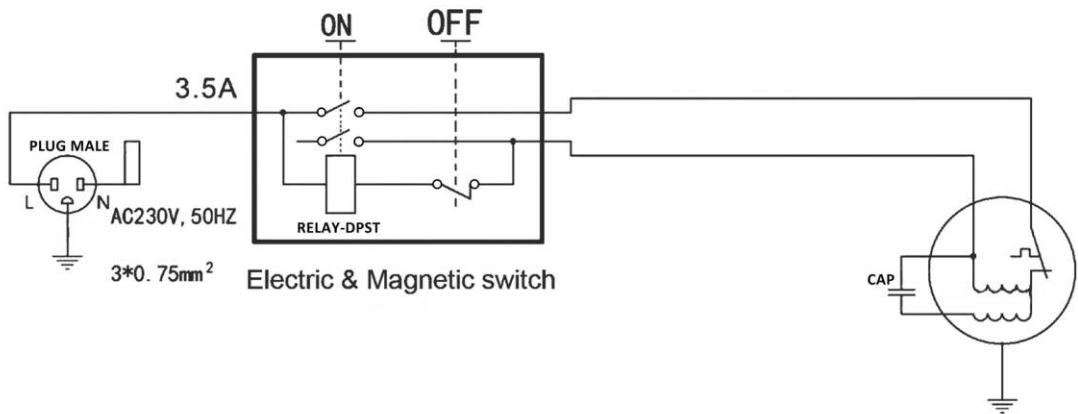 ON
OFF
3.5A
PLUG MALE
L
N
AC230V, 50HZ
RELAY-DPST
3*0.75mm²
Electric & Magnetic switch
CAP